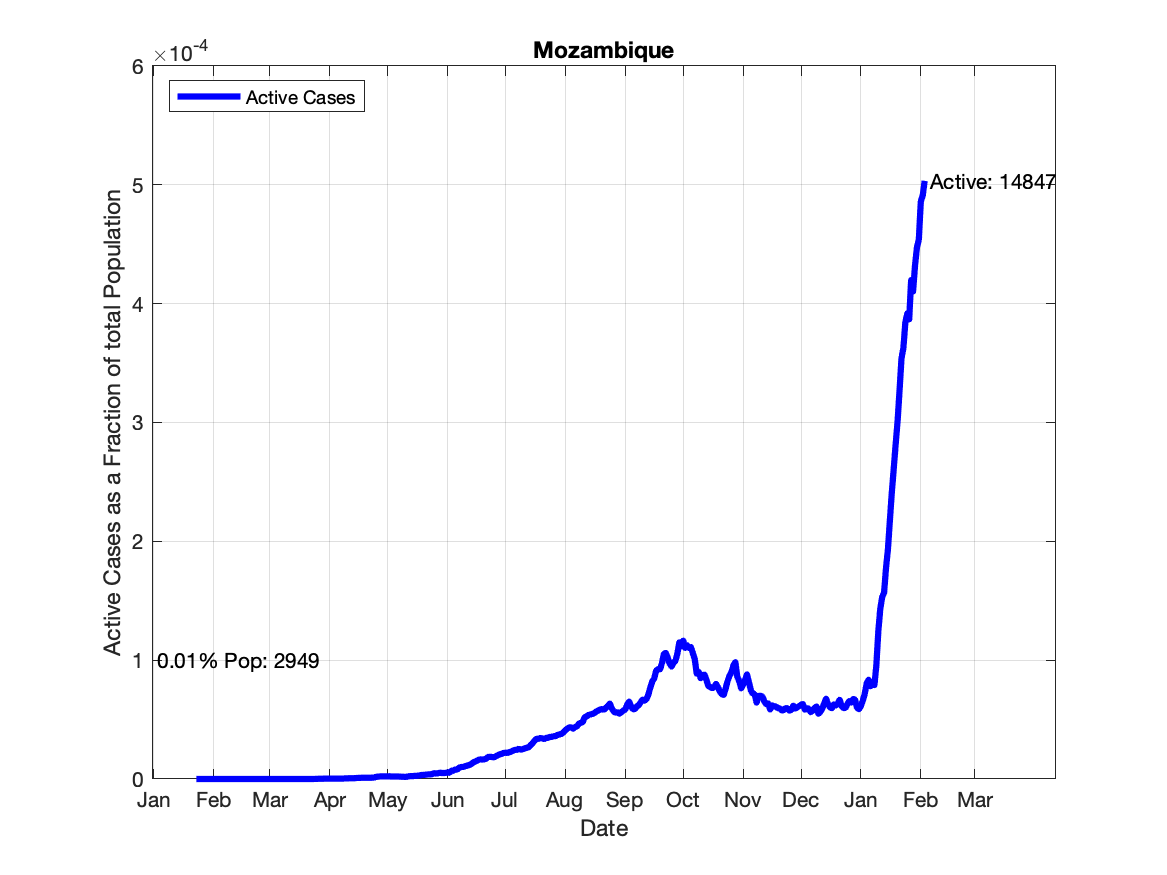 Mozambique
×10-4
6
5
4
3
2
1
0
Active Cases
Active: 14847
0.01% Pop: 2949
Active Cases as a Fraction of total Population
Jan Feb Mar Apr May Jun Jul Aug Sep Oct Nov Dec Jan Feb Mar
Date